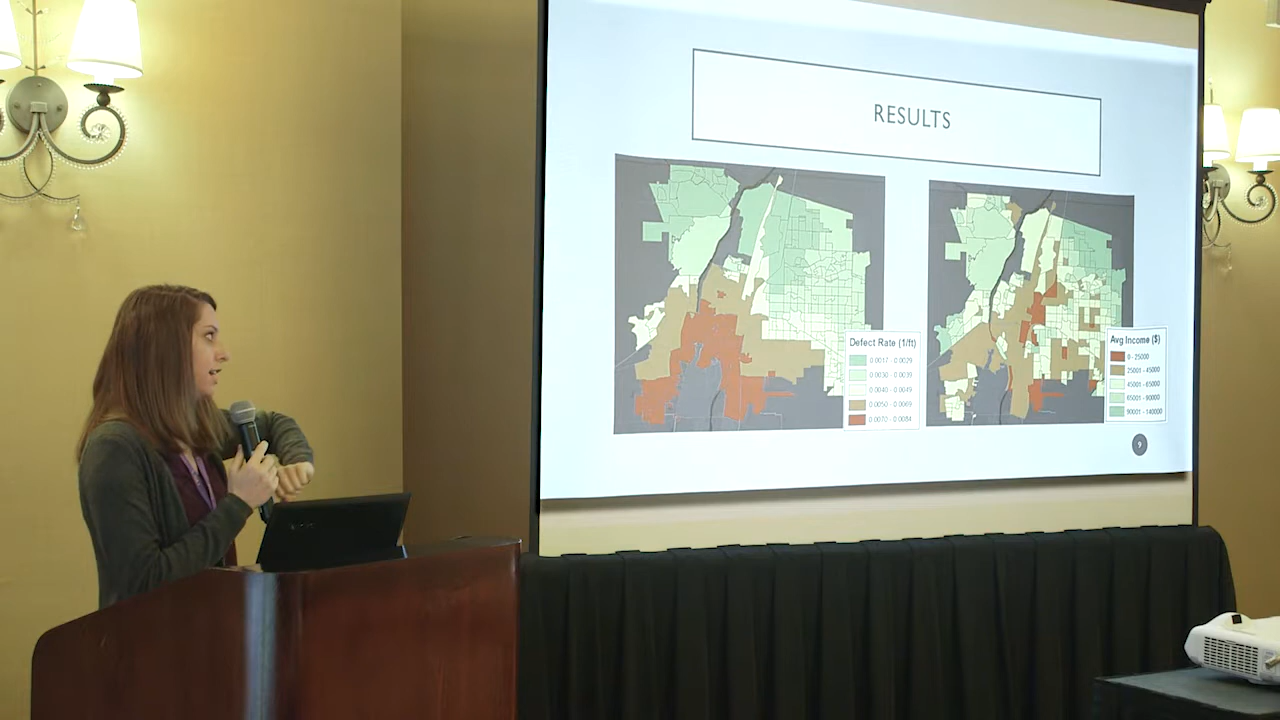 RESULTS
Defect Rate (1/ft)
0.0017 - 0.0029
0.0030 - 0.0039
0.0040 - 0.0049
0.0050 - 0.0069
0.0070 - 0.0084
Avg Income ($)
0 - 25000
25001 - 45000
45001 - 65000
65001 - 90000
90001 - 140000
9